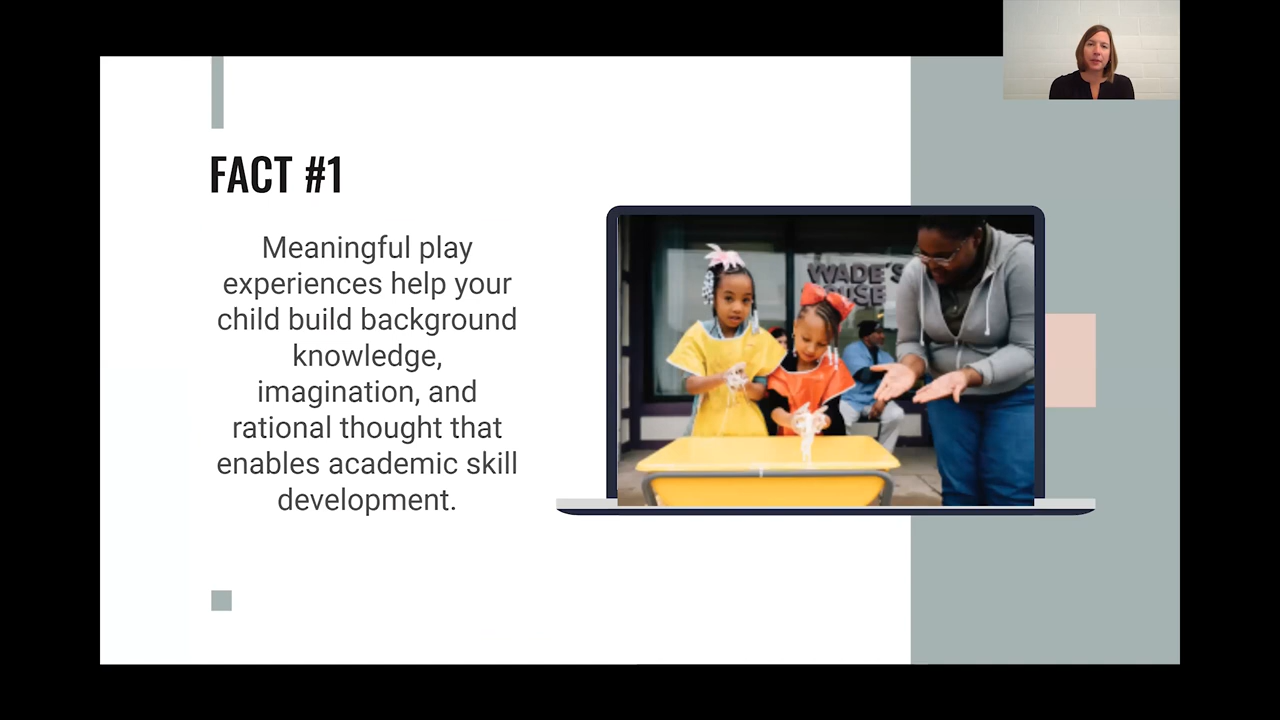 FACT #1
Meaningful play
experiences help your
child build background
knowledge,
imagination, and
rational thought that
enables academic skill
development.
WADE'S